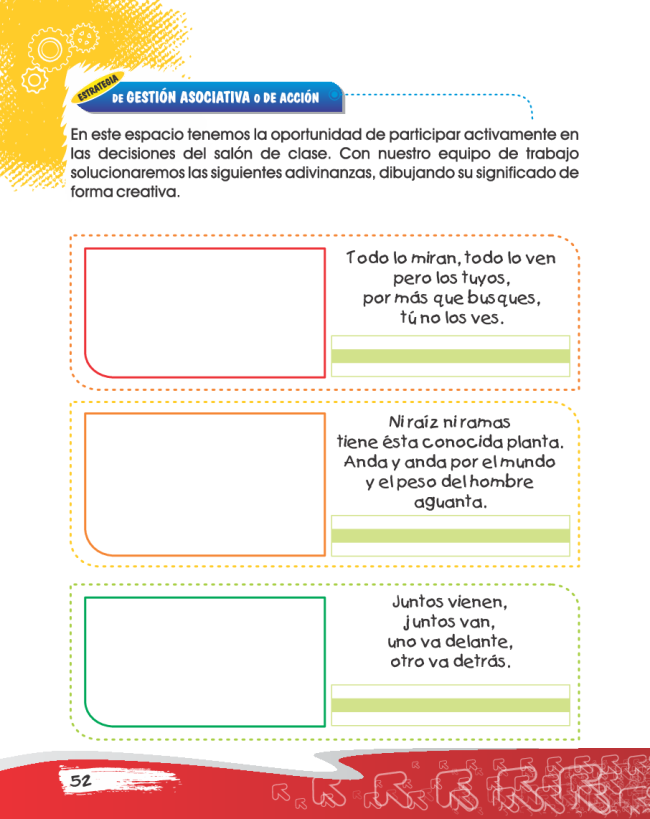 ESTRATEGIA
DE GESTIÓN ASOCIATIVA O DE ACCIÓN
En este espacio tenemos la oportunidad de participar activamente en
las decisiones del salón de clase. Con nuestro equipo de trabajo
solucionaremos las siguientes adivinanzas, dibujando su significado de
forma creativa.
Todo lo miran, todo lo ven
pero los tuyos,
por más que busques,
tú no los ves.
Ni raíz ni ramas
tiene ésta conocida planta.
Anda y anda por el mundo
y el peso del hombre
aguanta.
Juntos vienen,
juntos van,
uno va delante,
otro va detrás.
52